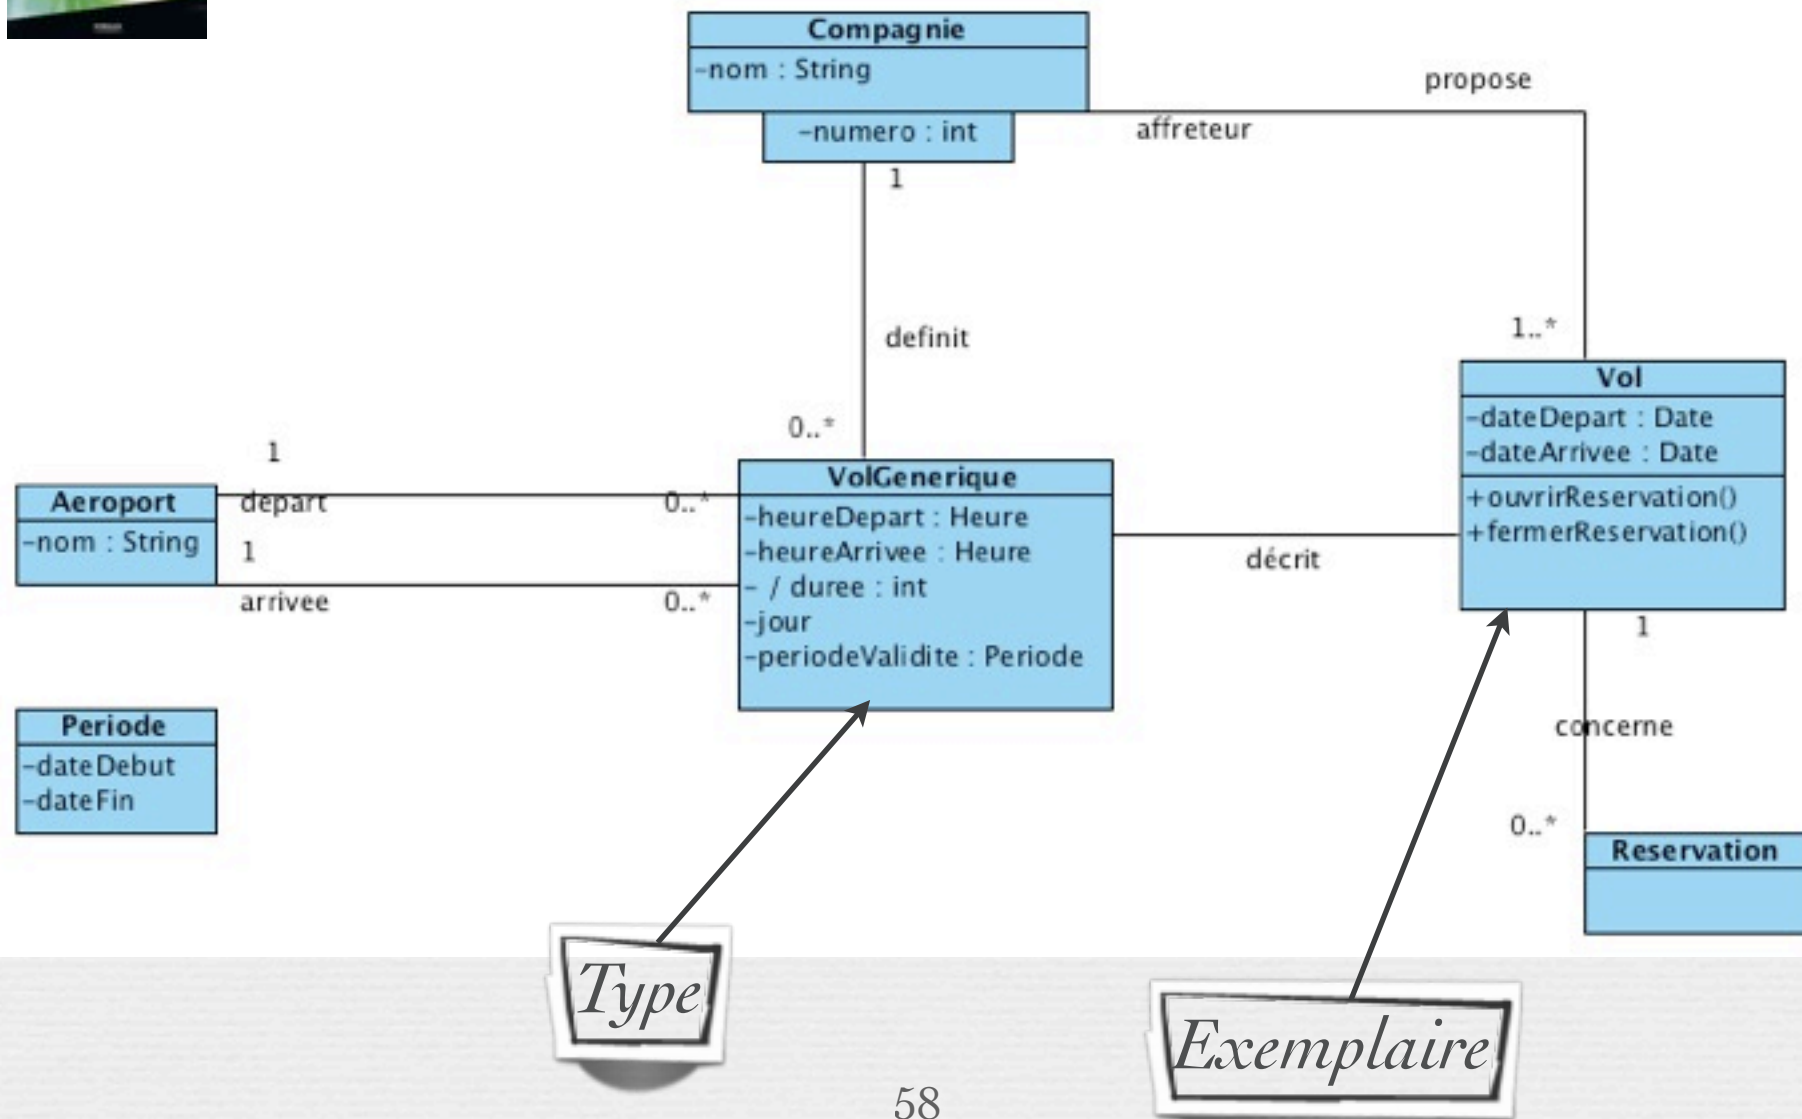 Compagnie
-nom : String
-numero : int
propose
affreteur
1
definit
0..*
1..*
Vol
-dateDepart : Date
-dateArrivee : Date
+ouvrirReservation()
+fermerReservation()
1
depart
0..*
Aeroport
-nom : String
1
arrivee
0..*
VolGenerique
-heureDepart : Heure
-heureArrivee : Heure
- / duree : int
-jour
-periodeValidite : Periode
décrit
1
concerne
0..*
Periode
-dateDebut
-dateFin
Reservation
Type
Exemplaire
58